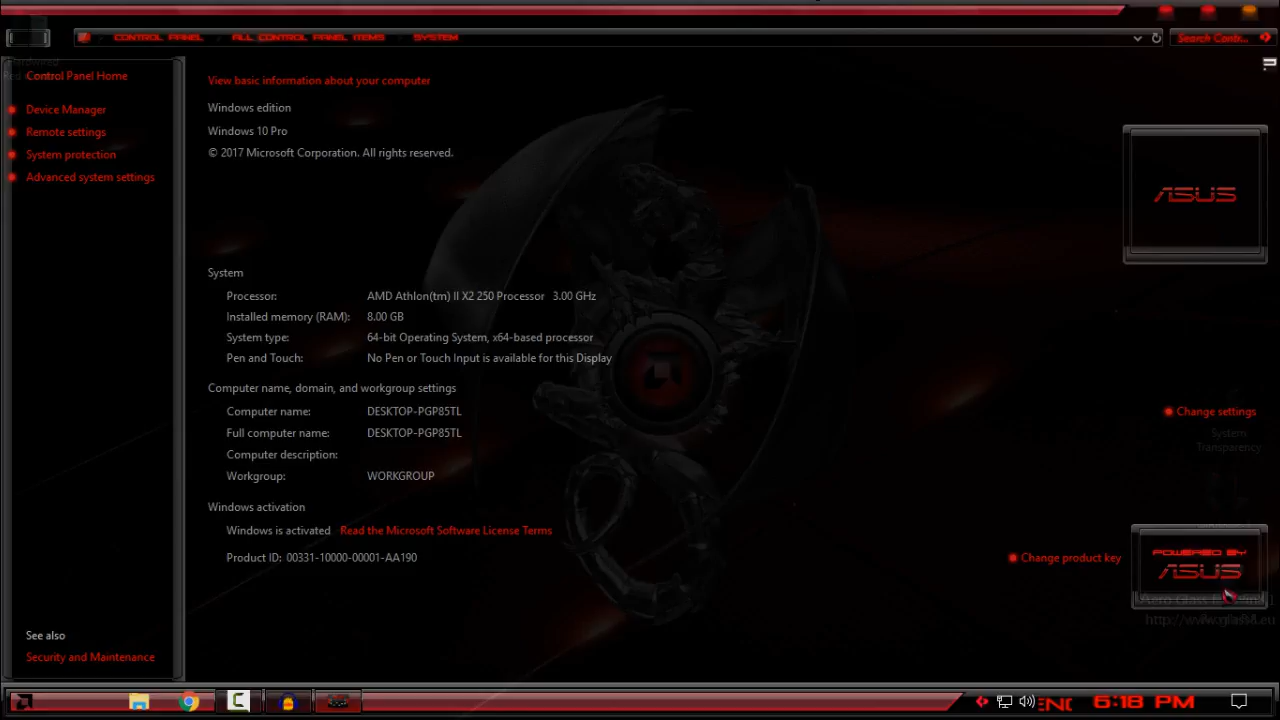 CONTROL PANEL ALL CONTROL PANEL ITEMS SYSTEM
Search Cont...
Control Panel Home
Device Manager
Remote settings
System protection
Advanced system settings
View basic information about your computer
Windows edition
Windows 10 Pro
© 2017 Microsoft Corporation. All rights reserved.
ASUS
System
Processor: AMD Athlon(tm) II X2 250 Processor 3.00 GHz
Installed memory (RAM): 8.00 GB
System type: 64-bit Operating System, x64-based processor
Pen and Touch: No Pen or Touch Input is available for this Display
Computer name, domain, and workgroup settings
Computer name: DESKTOP-PGP85TL
Change settings
Full computer name: DESKTOP-PGP85TL
System
Transparency
Computer description:
Workgroup: WORKGROUP
Windows activation
Windows is activated Read the Microsoft Software License Terms
Product ID: 00331-10000-00001-AA190
Change product key
POWERED BY
ASUS
See also
Security and Maintenance
ENG
6:18 PM